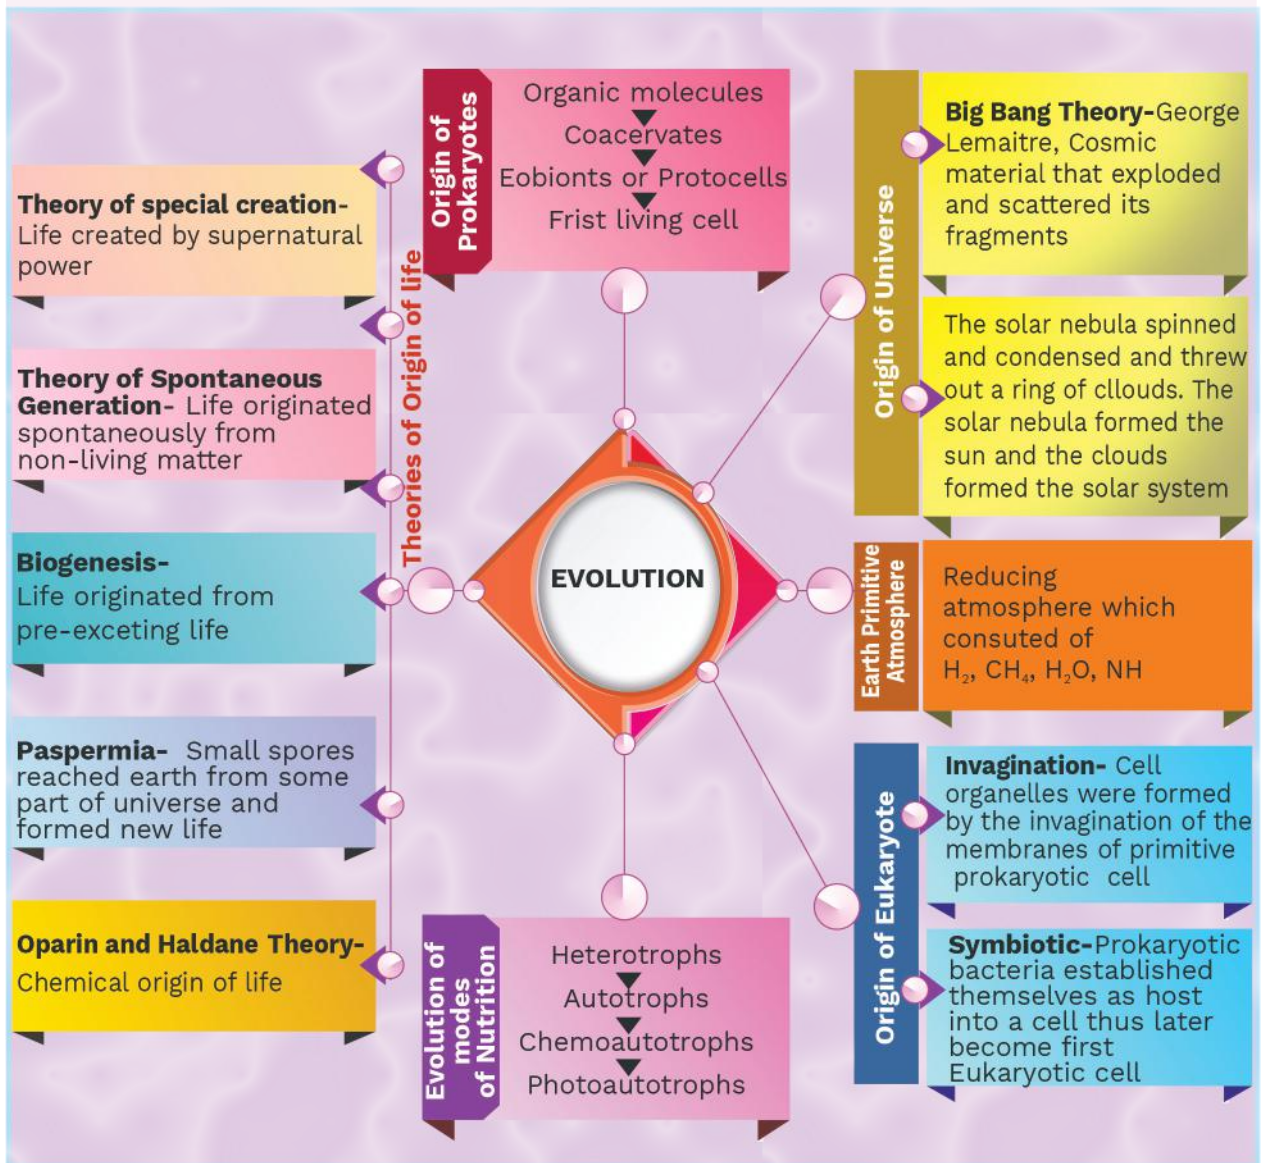 Theories of Origin of life
Theory of special creation-
Life created by supernatural
power
Theory of Spontaneous
Generation- Life originated
spontaneously from
non-living matter
Biogenesis-
Life originated from
pre-exceting life
Paspermia- Small spores
reached earth from some
part of universe and
formed new life
Oparin and Haldane Theory-
Chemical origin of life
Origin of
Prokaryotes
Organic molecules
Coacervates
Eobionts or Protocells
Frist living cell
EVOLUTION
Evolution of
modes
of Nutrition
Heterotrophs
Autotrophs
Chemoautotrophs
Photoautotrophs
Origin of Universe
Big Bang Theory-George
Lemaitre, Cosmic
material that exploded
and scattered its
fragments
The solar nebula spinned
and condensed and threw
out a ring of cllouds. The
solar nebula formed the
sun and the clouds
formed the solar system
Earth Primitive
Atmosphere
Reducing
atmosphere which
consuted of
H₂, CH₄, H₂O, NH
Origin of Eukaryote
Invagination- Cell
organelles were formed
by the invagination of the
membranes of primitive
prokaryotic cell
Symbiotic-Prokaryotic
bacteria established
themselves as host
into a cell thus later
become first
Eukaryotic cell